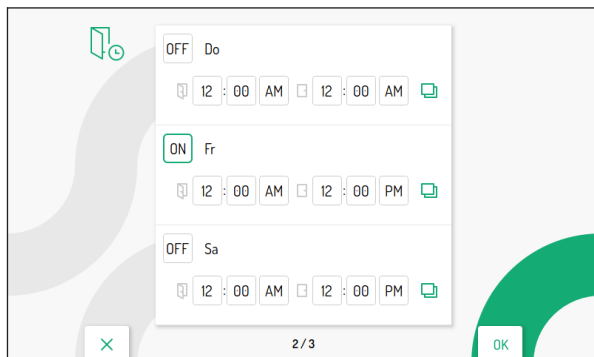 OFF Do
12 : 00 AM 12 : 00 AM
ON Fr
12 : 00 AM 12 : 00 PM
OFF Sa
12 : 00 AM 12 : 00 PM
2 / 3 OK